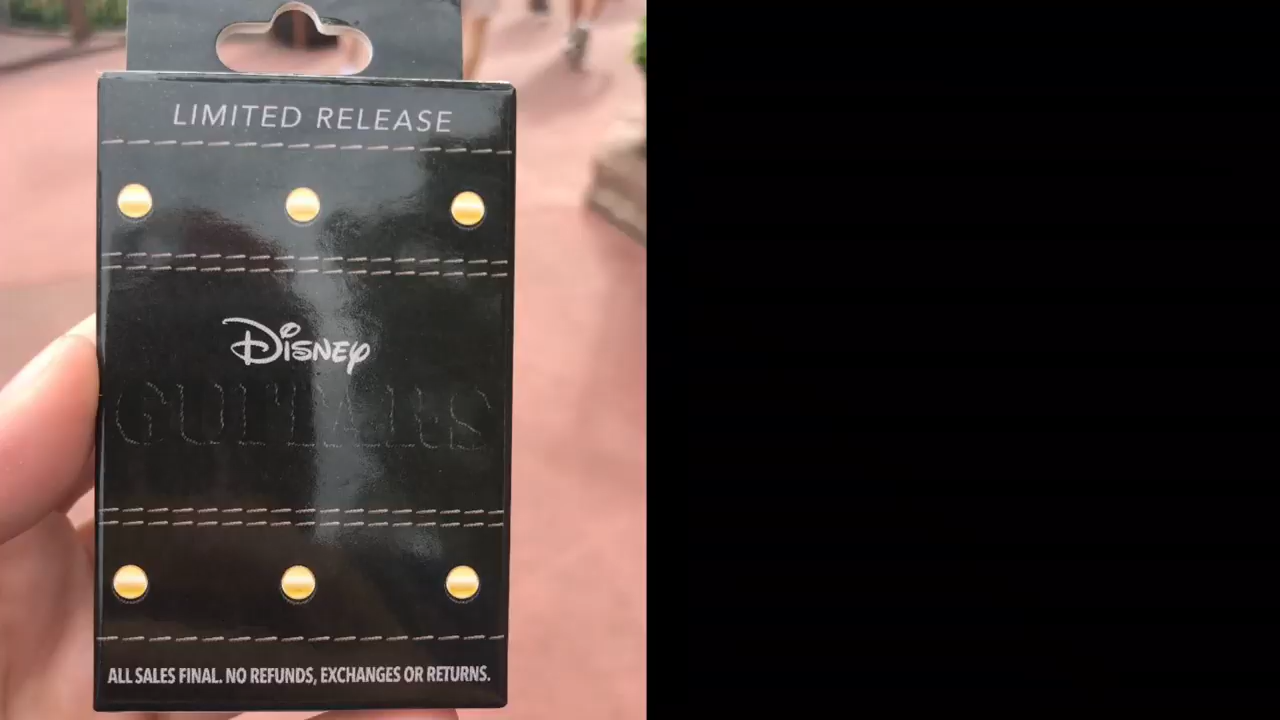 LIMITED RELEASE
Disney
GUITARS
ALL SALES FINAL. NO REFUNDS, EXCHANGES OR RETURNS.